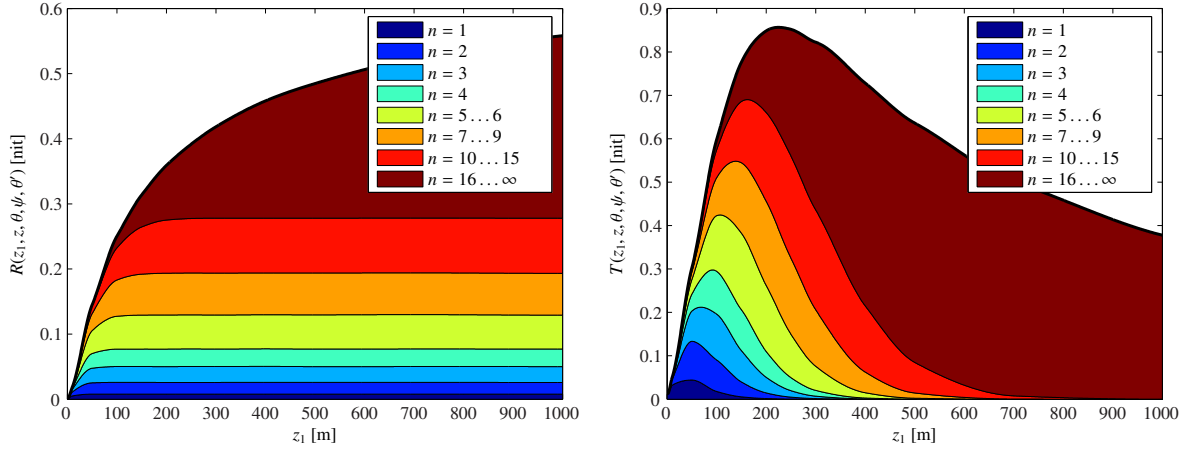 R(z₁, z, θ, ψ, θ′) [nit]
0.6
0.5
0.4
0.3
0.2
0.1
0
n = 1
n = 2
n = 3
n = 4
n = 5…6
n = 7…9
n = 10…15
n = 16…∞
0 100 200 300 400 500 600 700 800 900 1000
z₁ [m]
T(z₁, z, θ, ψ, θ′) [nit]
0.9
0.8
0.7
0.6
0.5
0.4
0.3
0.2
0.1
0
n = 1
n = 2
n = 3
n = 4
n = 5…6
n = 7…9
n = 10…15
n = 16…∞
0 100 200 300 400 500 600 700 800 900 1000
z₁ [m]